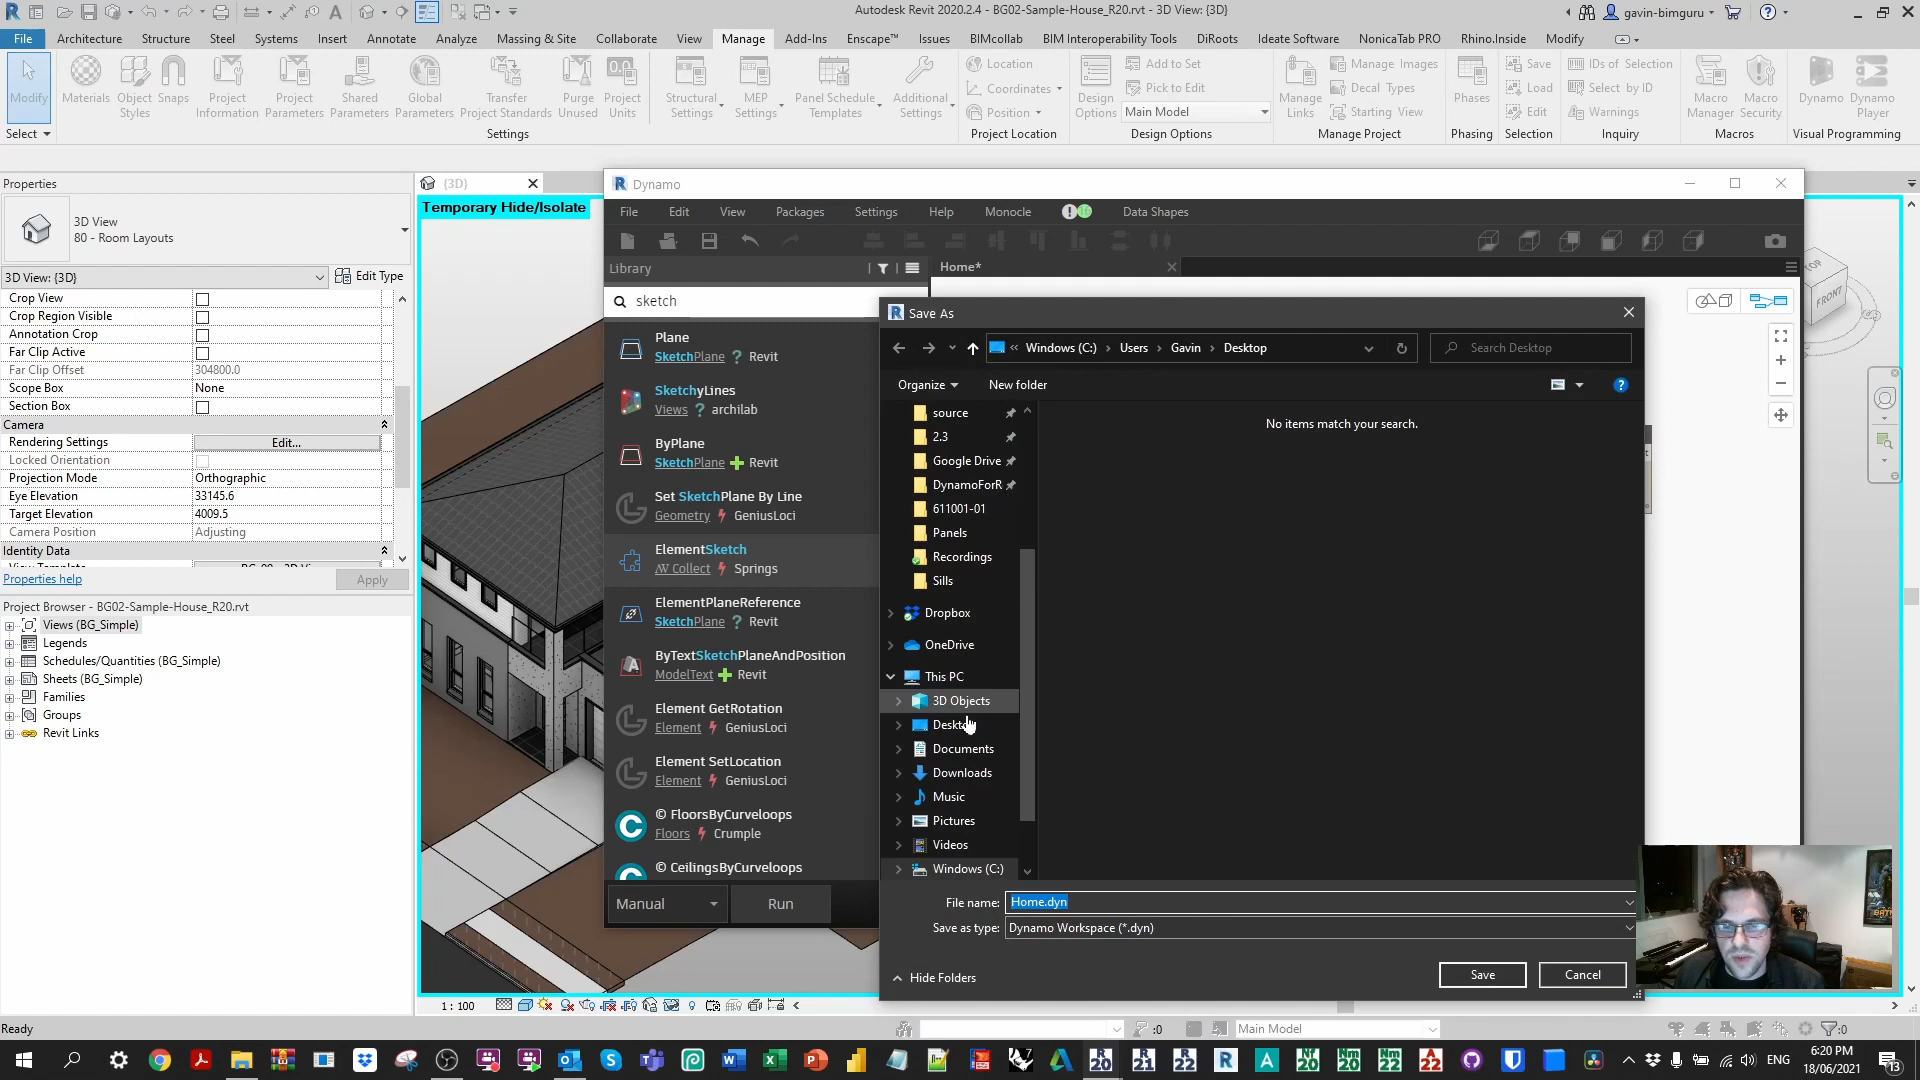 Autodesk Revit 2020.2.4 - BG02-Sample-House_R20.rvt - 3D View: {3D}
gavin-bimguru
File Architecture Structure Steel Systems Insert Annotate Analyze Massing & Site Collaborate View Manage Add-Ins Enscape™ Issues BIMcollab BIM Interoperability Tools DiRoots Ideate Software NonicaTab PRO Rhino.Inside Modify
Modify
Materials
Object Styles
Snaps
Project Information
Project Parameters
Shared Parameters
Global Parameters
Transfer Project Standards
Purge Unused
Project Units
Structural Settings
MEP Settings
Panel Schedule Templates
Additional Settings
Location
Coordinates
Position
Design Options
Add to Set
Pick to Edit
Main Model
Manage Links
Manage Images
Decal Types
Starting View
Phases
Save
Load
Edit
IDs of Selection
Select by ID
Warnings
Macro Manager
Macro Security
Dynamo
Dynamo Player
Select
Settings
Project Location
Design Options
Manage Project
Phasing
Selection
Inquiry
Macros
Visual Programming
Properties
3D View
80 - Room Layouts
3D View: {3D}
Edit Type
Crop View
Crop Region Visible
Annotation Crop
Far Clip Active
Far Clip Offset 304800.0
Scope Box None
Section Box
Camera
Rendering Settings Edit...
Locked Orientation
Projection Mode Orthographic
Eye Elevation 33145.6
Target Elevation 4009.5
Camera Position Adjusting
Identity Data
Properties help
Apply
Project Browser - BG02-Sample-House_R20.rvt
Views (BG_Simple)
Legends
Schedules/Quantities (BG_Simple)
Sheets (BG_Simple)
Families
Groups
Revit Links
{3D}
Temporary Hide/Isolate
TOP
FRONT
Dynamo
File Edit View Packages Settings Help Monocle Data Shapes
Library
Home*
sketch
Plane
SketchPlane ? Revit
SketchyLines
Views ? archilab
ByPlane
SketchPlane Revit
Set SketchPlane By Line
Geometry GeniusLoci
ElementSketch
Collect Springs
ElementPlaneReference
SketchPlane ? Revit
ByTextSketchPlaneAndPosition
ModelText Revit
Element GetRotation
Element GeniusLoci
Element SetLocation
Element GeniusLoci
© FloorsByCurveloops
Floors Crumple
© CeilingsByCurveloops
Manual
Run
Save As
« Windows (C:) › Users › Gavin › Desktop
Search Desktop
Organize
New folder
source
2.3
Google Drive
DynamoForR
611001-01
Panels
Recordings
Sills
Dropbox
OneDrive
This PC
3D Objects
Deskt
Documents
Downloads
Music
Pictures
Videos
Windows (C:)
No items match your search.
File name: Home.dyn
Save as type: Dynamo Workspace (*.dyn)
Hide Folders
Save
Cancel
1 : 100
Ready
:0
Main Model
:0
ENG
6:20 PM
18/06/2021
13